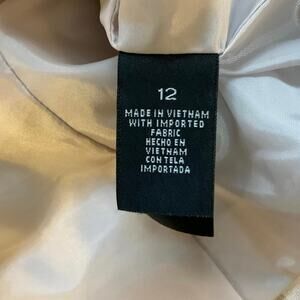 12
MADE IN VIETNAM
WITH IMPORTED
FABRIC
HECHO EN
VIETNAM
CON TELA
IMPORTADA